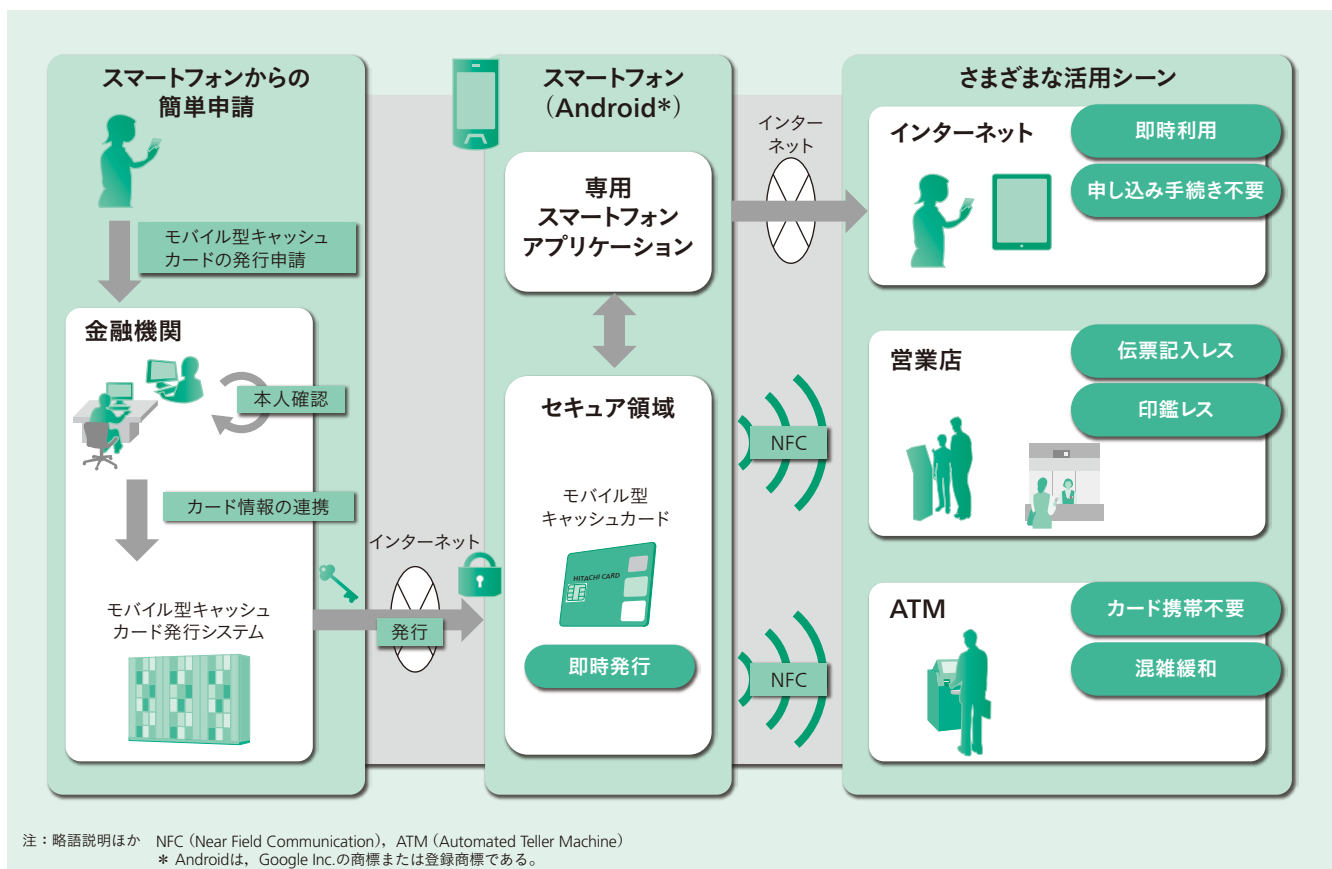 スマートフォンからの
簡単申請
モバイル型キャッシュ
カードの発行申請
金融機関
本人確認
カード情報の連携
モバイル型キャッシュ
カード発行システム
インターネット
発行
スマートフォン
（Android*）
専用
スマートフォン
アプリケーション
セキュア領域
モバイル型
キャッシュカード
HITACHI CARD
即時発行
インター
ネット
NFC
NFC
さまざまな活用シーン
インターネット
即時利用
申し込み手続き不要
営業店
伝票記入レス
印鑑レス
ATM
カード携帯不要
混雑緩和
注：略語説明ほか　NFC（Near Field Communication），ATM（Automated Teller Machine）
＊ Androidは，Google Inc.の商標または登録商標である。